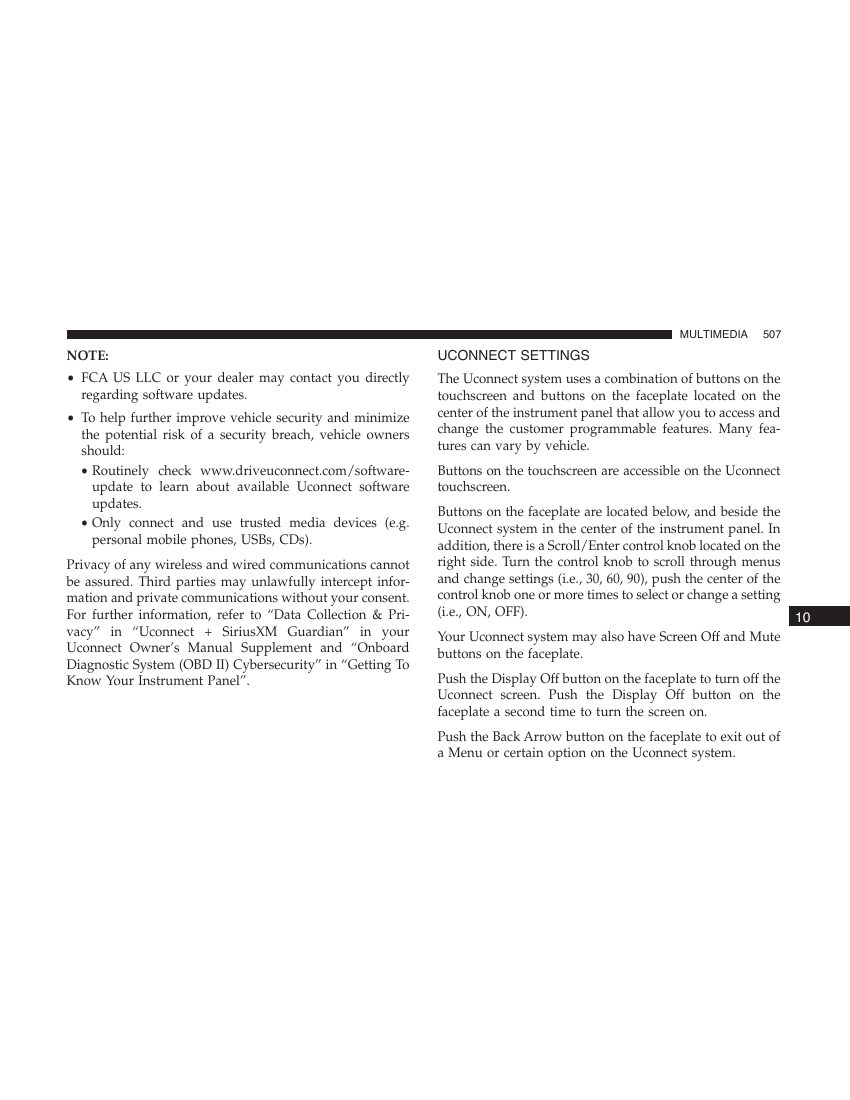 MULTIMEDIA 507
NOTE:
• FCA US LLC or your dealer may contact you directly
regarding software updates.
• To help further improve vehicle security and minimize
the potential risk of a security breach, vehicle owners
should:
• Routinely check www.driveuconnect.com/software-
update to learn about available Uconnect software
updates.
• Only connect and use trusted media devices (e.g.
personal mobile phones, USBs, CDs).
Privacy of any wireless and wired communications cannot
be assured. Third parties may unlawfully intercept infor-
mation and private communications without your consent.
For further information, refer to “Data Collection & Pri-
vacy” in “Uconnect + SiriusXM Guardian” in your
Uconnect Owner’s Manual Supplement and “Onboard
Diagnostic System (OBD II) Cybersecurity” in “Getting To
Know Your Instrument Panel”.
UCONNECT SETTINGS
The Uconnect system uses a combination of buttons on the
touchscreen and buttons on the faceplate located on the
center of the instrument panel that allow you to access and
change the customer programmable features. Many fea-
tures can vary by vehicle.
Buttons on the touchscreen are accessible on the Uconnect
touchscreen.
Buttons on the faceplate are located below, and beside the
Uconnect system in the center of the instrument panel. In
addition, there is a Scroll/Enter control knob located on the
right side. Turn the control knob to scroll through menus
and change settings (i.e., 30, 60, 90), push the center of the
control knob one or more times to select or change a setting
(i.e., ON, OFF).
Your Uconnect system may also have Screen Off and Mute
buttons on the faceplate.
Push the Display Off button on the faceplate to turn off the
Uconnect screen. Push the Display Off button on the
faceplate a second time to turn the screen on.
Push the Back Arrow button on the faceplate to exit out of
a Menu or certain option on the Uconnect system.
10